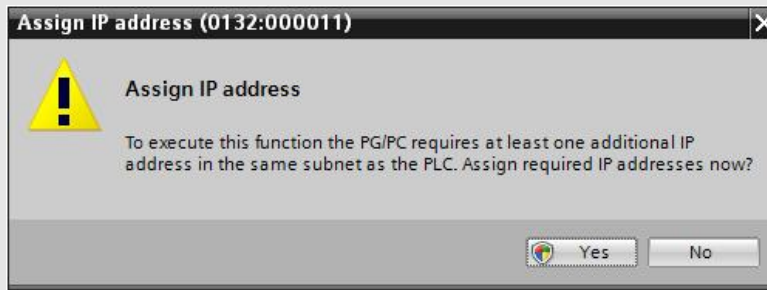 Assign IP address (0132:000011)
Assign IP address
To execute this function the PG/PC requires at least one additional IP
address in the same subnet as the PLC. Assign required IP addresses now?
Yes
No